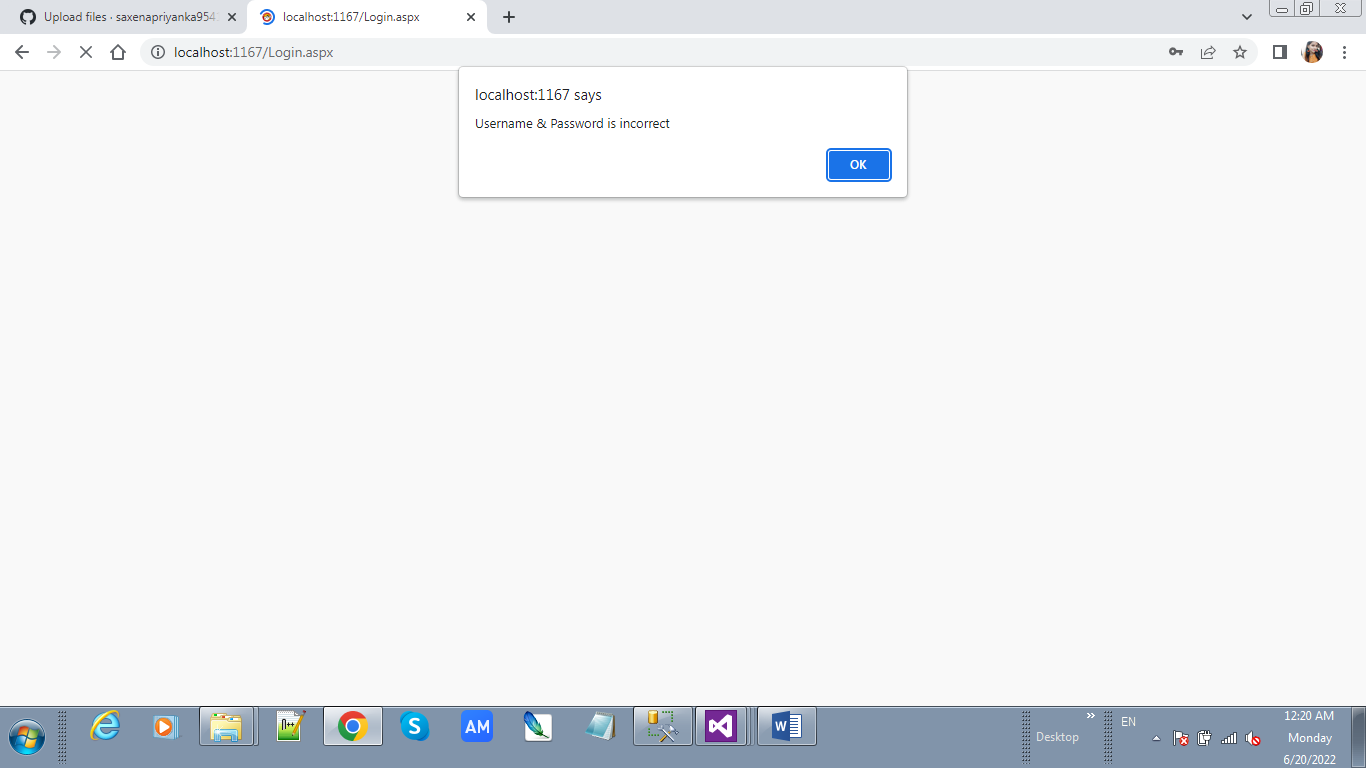 Upload files · saxenapriyanka954
localhost:1167/Login.aspx
localhost:1167/Login.aspx
localhost:1167 says
Username & Password is incorrect
OK
AM
Desktop
EN
12:20 AM
Monday
6/20/2022